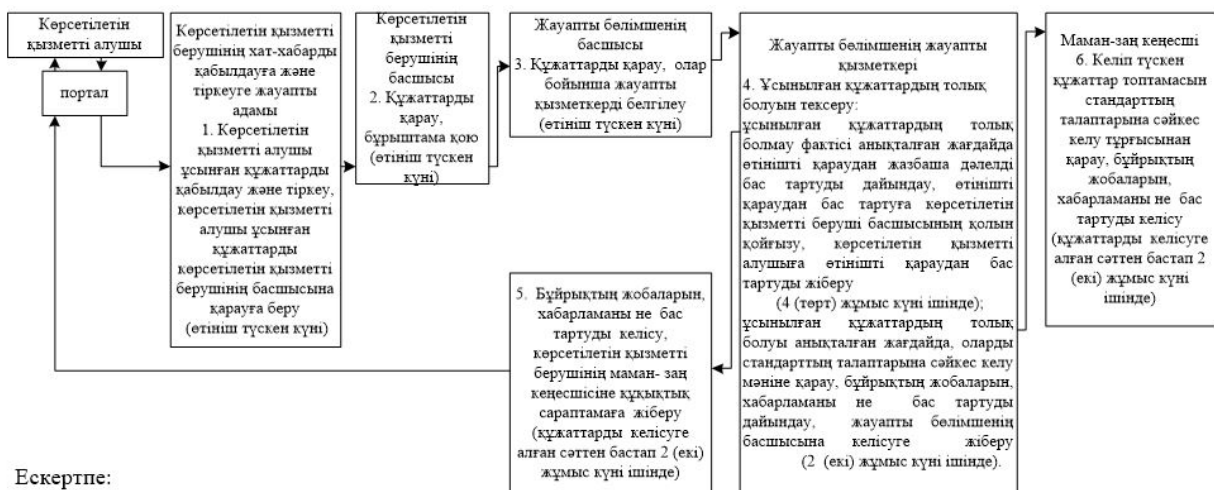 Көрсетілетін
қызметті алушы
портал
Көрсетілетін қызметті
берушінің хат-хабарды
қабылдауға және
тіркеуге жауапты
адамы
1. Көрсетілетін
қызметті алушы
ұсынған құжаттарды
қабылдау және тіркеу,
көрсетілетін қызметті
алушы ұсынған
құжаттарды
көрсетілетін қызметті
берушінің басшысына
қарауға беру
(өтініш түскен күні)
Көрсетілетін
қызметті
берушінің
басшысы
2. Құжаттарды
қарау,
бұрыштама қою
(өтініш түскен
күні)
Жауапты бөлімшенің
басшысы
3. Құжаттарды қарау, олар
бойынша жауапты
қызметкерді белгілеу
(өтініш түскен күні)
Жауапты бөлімшенің жауапты
қызметкері
4. Ұсынылған құжаттардың толық
болуын тексеру:
ұсынылған құжаттардың толық
болмау фактісі анықталған жағдайда
өтінішті қараудан жазбаша дәлелді
бас тартуды дайындау, өтінішті
қараудан бас тартуға көрсетілетін
қызметті беруші басшысының қолын
қойғызу, көрсетілетін қызметті
алушыға өтінішті қараудан бас
тартуды жіберу
(4 (төрт) жұмыс күні ішінде);
ұсынылған құжаттардың толық
болуы анықталған жағдайда, оларды
стандарттың талаптарына сәйкес келу
мәніне қарау, бұйрықтың жобаларын,
хабарламаны не бас тартуды
дайындау, жауапты бөлімшенің
басшысына келісуге жіберу
(2 (екі) жұмыс күні ішінде).
5. Бұйрықтың жобаларын,
хабарламаны не бас
тартуды келісу,
көрсетілетін қызметті
берушінің маман- заң
кеңесшісіне құқықтық
сараптамаға жіберу
(құжаттарды келісуге
алған сәттен бастап 2 (екі)
жұмыс күні ішінде)
Маман-заң кеңесші
6. Келіп түскен
құжаттар топтамасын
стандарттың
талаптарына сәйкес
келу тұрғысынан
қарау, бұйрықтың
жобаларын,
хабарламаны не бас
тартуды келісу
(құжаттарды келісуге
алған сәттен бастап 2
(екі) жұмыс күні
ішінде)
Ескертпе: